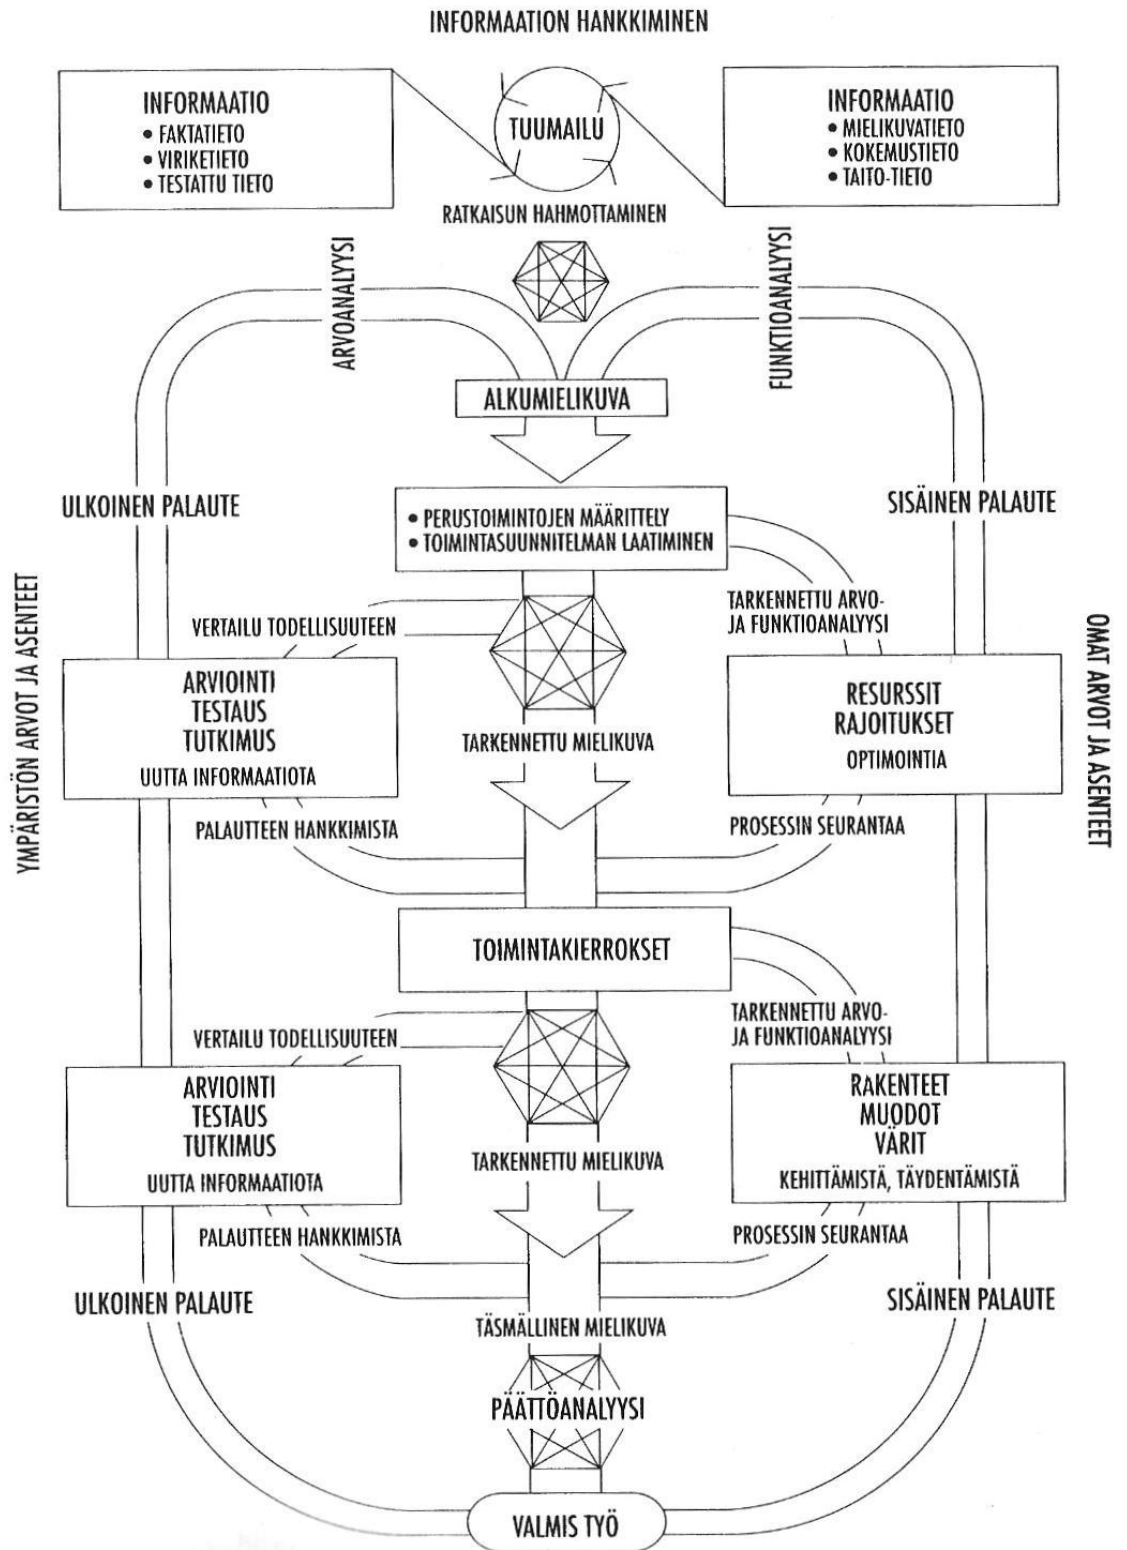 INFORMAATION HANKKIMINEN
INFORMAATIO
• FAKTATIETO
• VIRIKETIETO
• TESTATTU TIETO
TUUMAILU
INFORMAATIO
• MIELIKUVATIETO
• KOKEMUSTIETO
• TAITO-TIETO
RATKAISUN HAHMOTTAMINEN
ARVOANALYYSI
FUNKTIOANALYYSI
ALKUMIELIKUVA
ULKOINEN PALAUTE
SISÄINEN PALAUTE
• PERUSTOIMINTOJEN MÄÄRITTELY
• TOIMINTASUUNNITELMAN LAATIMINEN
YMPÄRISTÖN ARVOT JA ASENTEET
OMAT ARVOT JA ASENTEET
VERTAILU TODELLISUUTEEN
TARKENNETTU ARVO-
JA FUNKTIOANALYYSI
ARVIOINTI
TESTAUS
TUTKIMUS
UUTTA INFORMAATIOTA
TARKENNETTU MIELIKUVA
RESURSSIT
RAJOITUKSET
OPTIMOINTIA
PALAUTTEEN HANKKIMISTA
PROSESSIN SEURANTAA
TOIMINTAKIERROKSET
VERTAILU TODELLISUUTEEN
TARKENNETTU ARVO-
JA FUNKTIOANALYYSI
ARVIOINTI
TESTAUS
TUTKIMUS
UUTTA INFORMAATIOTA
TARKENNETTU MIELIKUVA
RAKENTEET
MUODOT
VÄRIT
KEHITTÄMISTÄ, TÄYDENTÄMISTÄ
PALAUTTEEN HANKKIMISTA
PROSESSIN SEURANTAA
ULKOINEN PALAUTE
SISÄINEN PALAUTE
TÄSMÄLLINEN MIELIKUVA
PÄÄTTÖANALYYSI
VALMIS TYÖ